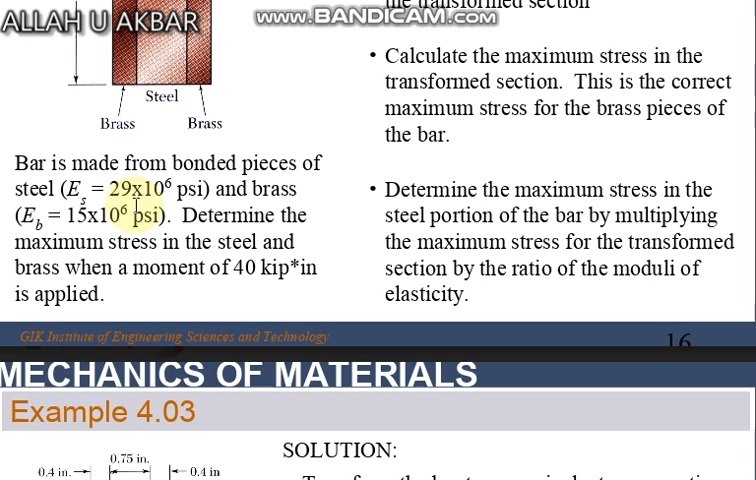 ALLAH U AKBAR
www.BANDICAM.com
the transformed section
Steel
Brass Brass
Bar is made from bonded pieces of
steel (Es = 29x10⁶ psi) and brass
(Eb = 15x10⁶ psi). Determine the
maximum stress in the steel and
brass when a moment of 40 kip*in
is applied.
• Calculate the maximum stress in the
transformed section. This is the correct
maximum stress for the brass pieces of
the bar.
• Determine the maximum stress in the
steel portion of the bar by multiplying
the maximum stress for the transformed
section by the ratio of the moduli of
elasticity.
GIK Institute of Engineering Sciences and Technology
16
MECHANICS OF MATERIALS
Example 4.03
0.75 in.
0.4 in. 0.4 in
SOLUTION: